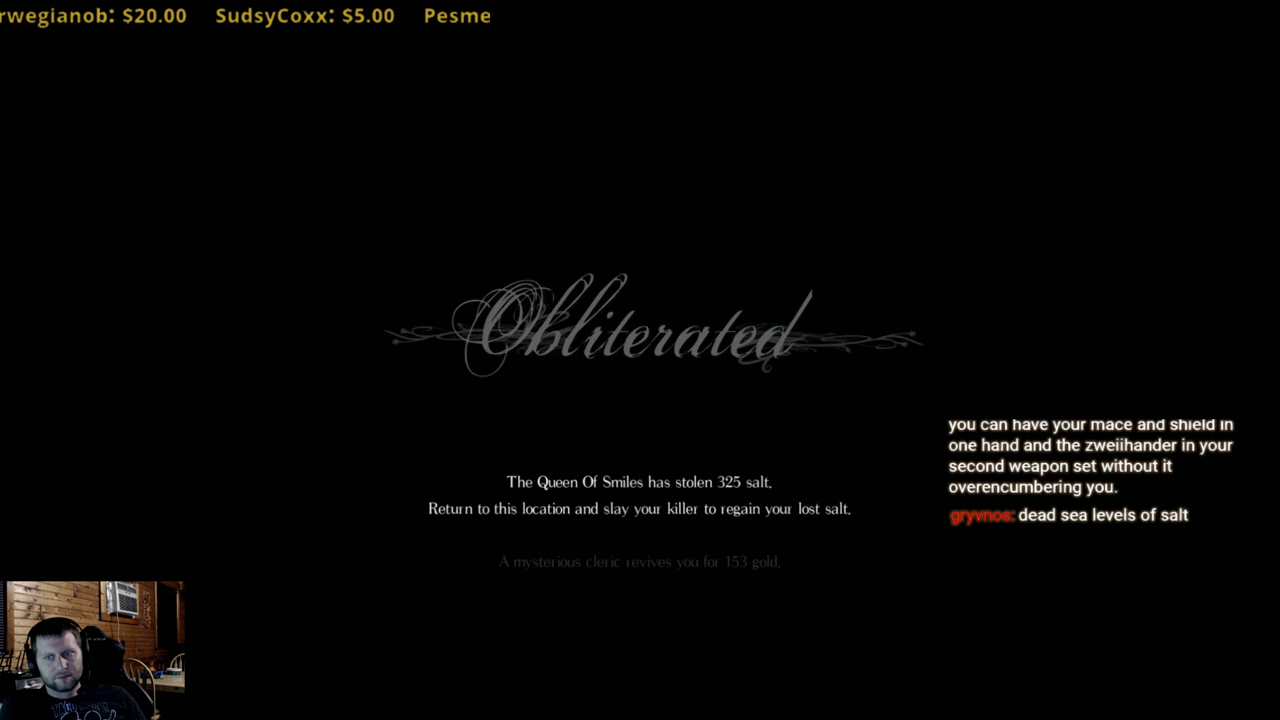 rwegianob: $20.00 SudsyCoxx: $5.00 Pesme
Obliterated
you can have your mace and shield in
one hand and the zweiihander in your
second weapon set without it
overencumbering you.
The Queen Of Smiles has stolen 325 salt.
Return to this location and slay your killer to regain your lost salt.
gryvnos: dead sea levels of salt
A mysterious cleric revives you for 153 gold.